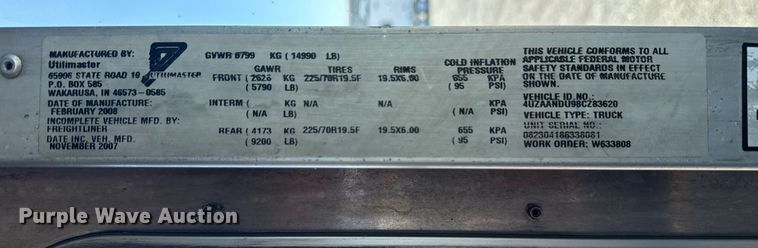 MANUFACTURED BY: GVWR 6799 KG (14990 LB) THIS VEHICLE CONFORMS TO ALL
Utilimaster GAWR TIRES RIMS COLD INFLATION PRESSURE APPLICABLE FEDERAL MOTOR
65906 STATE ROAD 19 UTILIMASTER FRONT (2626 KG 225/70R19.5F 19.5X6.00 655 KPA SAFETY STANDARDS IN EFFECT
P.O. BOX 585 (5790 LB) (95 PSI) ON THE DATE OF MANUFACTURE
WAKARUSA, IN 46573-0585 SHOWN.
DATE OF MANUFACTURE: INTERM ( KG N/A N/A KPA VEHICLE IDENTIFICATION NO.:
FEBRUARY 2008 ( LB) ( PSI) 4UZAANDU98CZ83620
INCOMPLETE VEHICLE MFD. BY: VEHICLE TYPE: TRUCK
FREIGHTLINER REAR (4173 KG 225/70R19.5F 19.5X6.00 655 KPA UNIT SERIAL NO.:
DATE INC. VEH. MFD. (9200 LB) (95 PSI) 082304186338081
NOVEMBER 2007 WORK ORDER: W633808
Purple Wave Auction